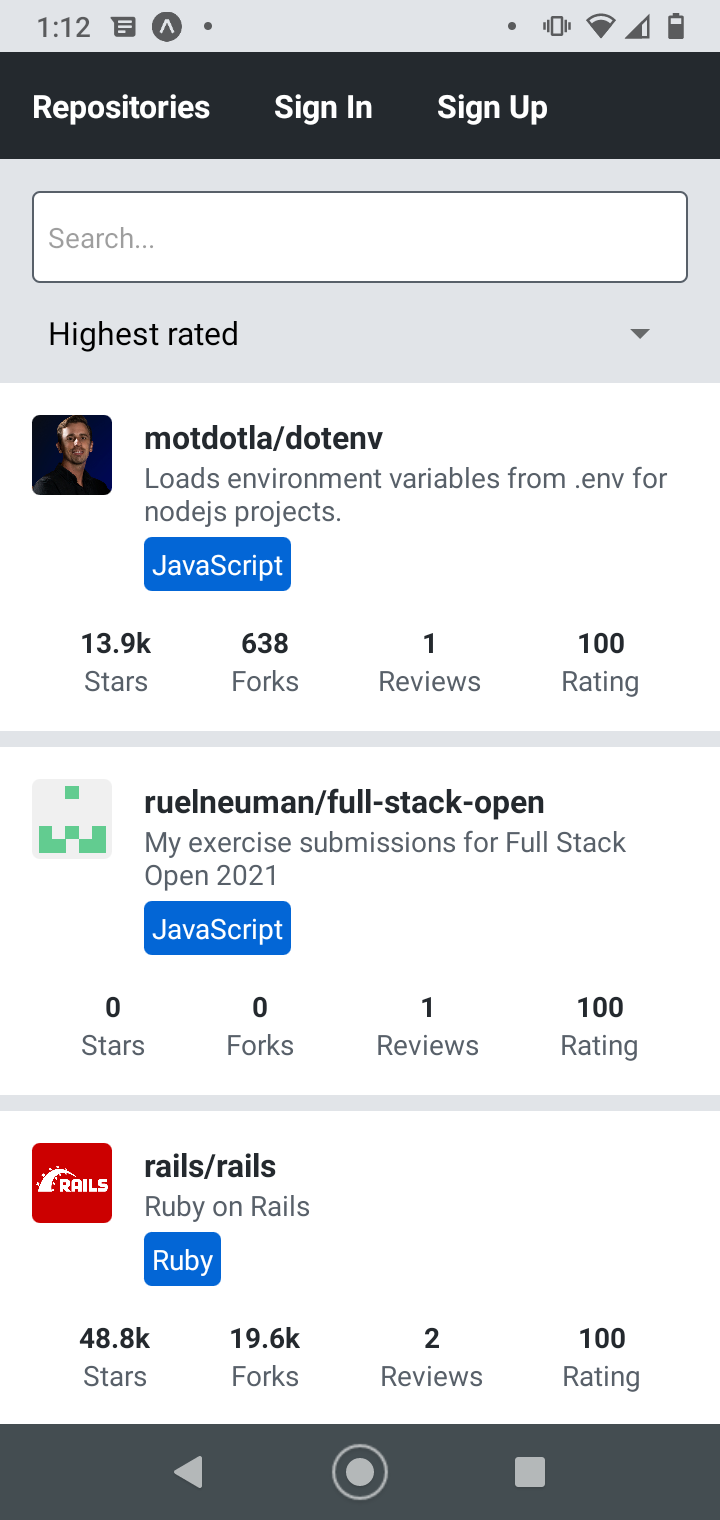 1:12
Repositories Sign In Sign Up
Search...
Highest rated
motdotla/dotenv
Loads environment variables from .env for
nodejs projects.
JavaScript
13.9k 638 1 100
Stars Forks Reviews Rating
ruelneuman/full-stack-open
My exercise submissions for Full Stack
Open 2021
JavaScript
0 0 1 100
Stars Forks Reviews Rating
RAILS
rails/rails
Ruby on Rails
Ruby
48.8k 19.6k 2 100
Stars Forks Reviews Rating